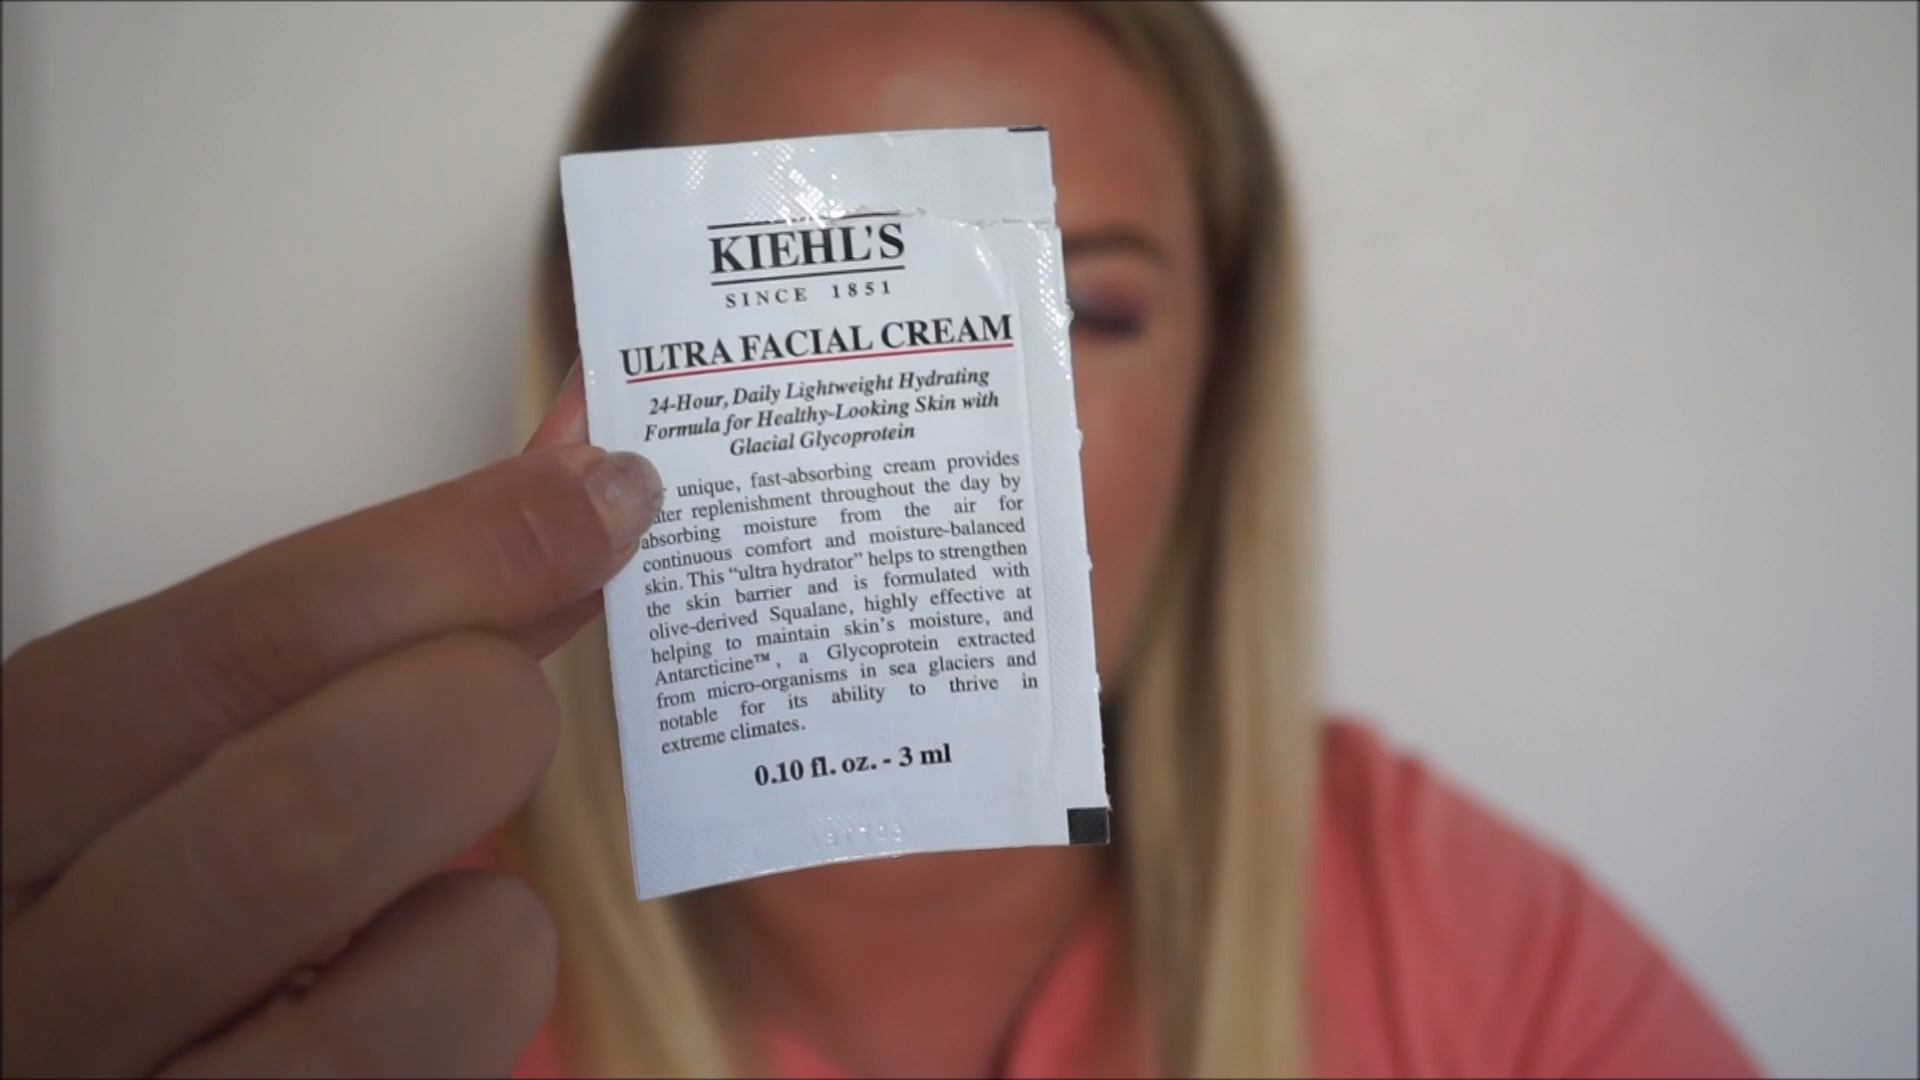 KIEHL'S
SINCE 1851
ULTRA FACIAL CREAM
24-Hour, Daily Lightweight Hydrating
Formula for Healthy-Looking Skin with
Glacial Glycoprotein
unique, fast-absorbing cream provides
replenishment throughout the day by
absorbing moisture from the air for
continuous comfort and moisture-balanced
skin. This “ultra hydrator” helps to strengthen
the skin barrier and is formulated with
olive-derived Squalane, highly effective at
helping to maintain skin’s moisture, and
Antarcticine™, a Glycoprotein extracted
from micro-organisms in sea glaciers and
notable for its ability to thrive in
extreme climates.
0.10 fl. oz. - 3 ml